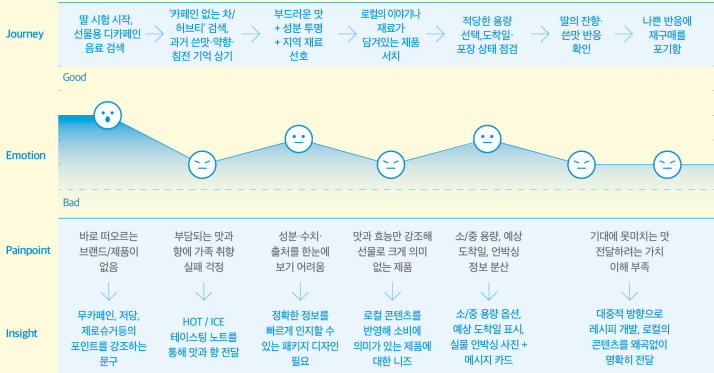 Journey
딸 시험 시작,
선물용 디카페인
음료 검색
'카페인 없는 차/
허브티' 검색,
과거 쓴맛·약향·
침전 기억 상기
부드러운 맛
+ 성분 투명
+ 지역 재료
선호
로컬의 이야기나
재료가
담겨있는 제품
서치
적당한 용량
선택,도착일·
포장 상태 점검
딸의 잔향·
쓴맛 반응
확인
나쁜 반응에
재구매를
포기함
Good
Emotion
Bad
Painpoint
바로 떠오르는
브랜드/제품이
없음
부담되는 맛과
향에 가족 취향
실패 걱정
성분·수치·
출처를 한눈에
보기 어려움
맛과 효능만 강조해
선물로 크게 의미
없는 제품
소/중 용량, 예상
도착일, 언박싱
정보 분산
기대에 못미치는 맛
전달하려는 가치
이해 부족
Insight
무카페인, 저당,
제로슈거등의
포인트를 강조하는
문구
HOT / ICE
테이스팅 노트를
통해 맛과 향 전달
정확한 정보를
빠르게 인지할 수
있는 패키지 디자인
필요
로컬 콘텐츠를
반영해 소비에
의미가 있는 제품에
대한 니즈
소/중 용량 옵션,
예상 도착일 표시,
실물 언박싱 사진 +
메시지 카드
대중적 방향으로
레시피 개발, 로컬의
콘텐츠를 왜곡없이
명확히 전달